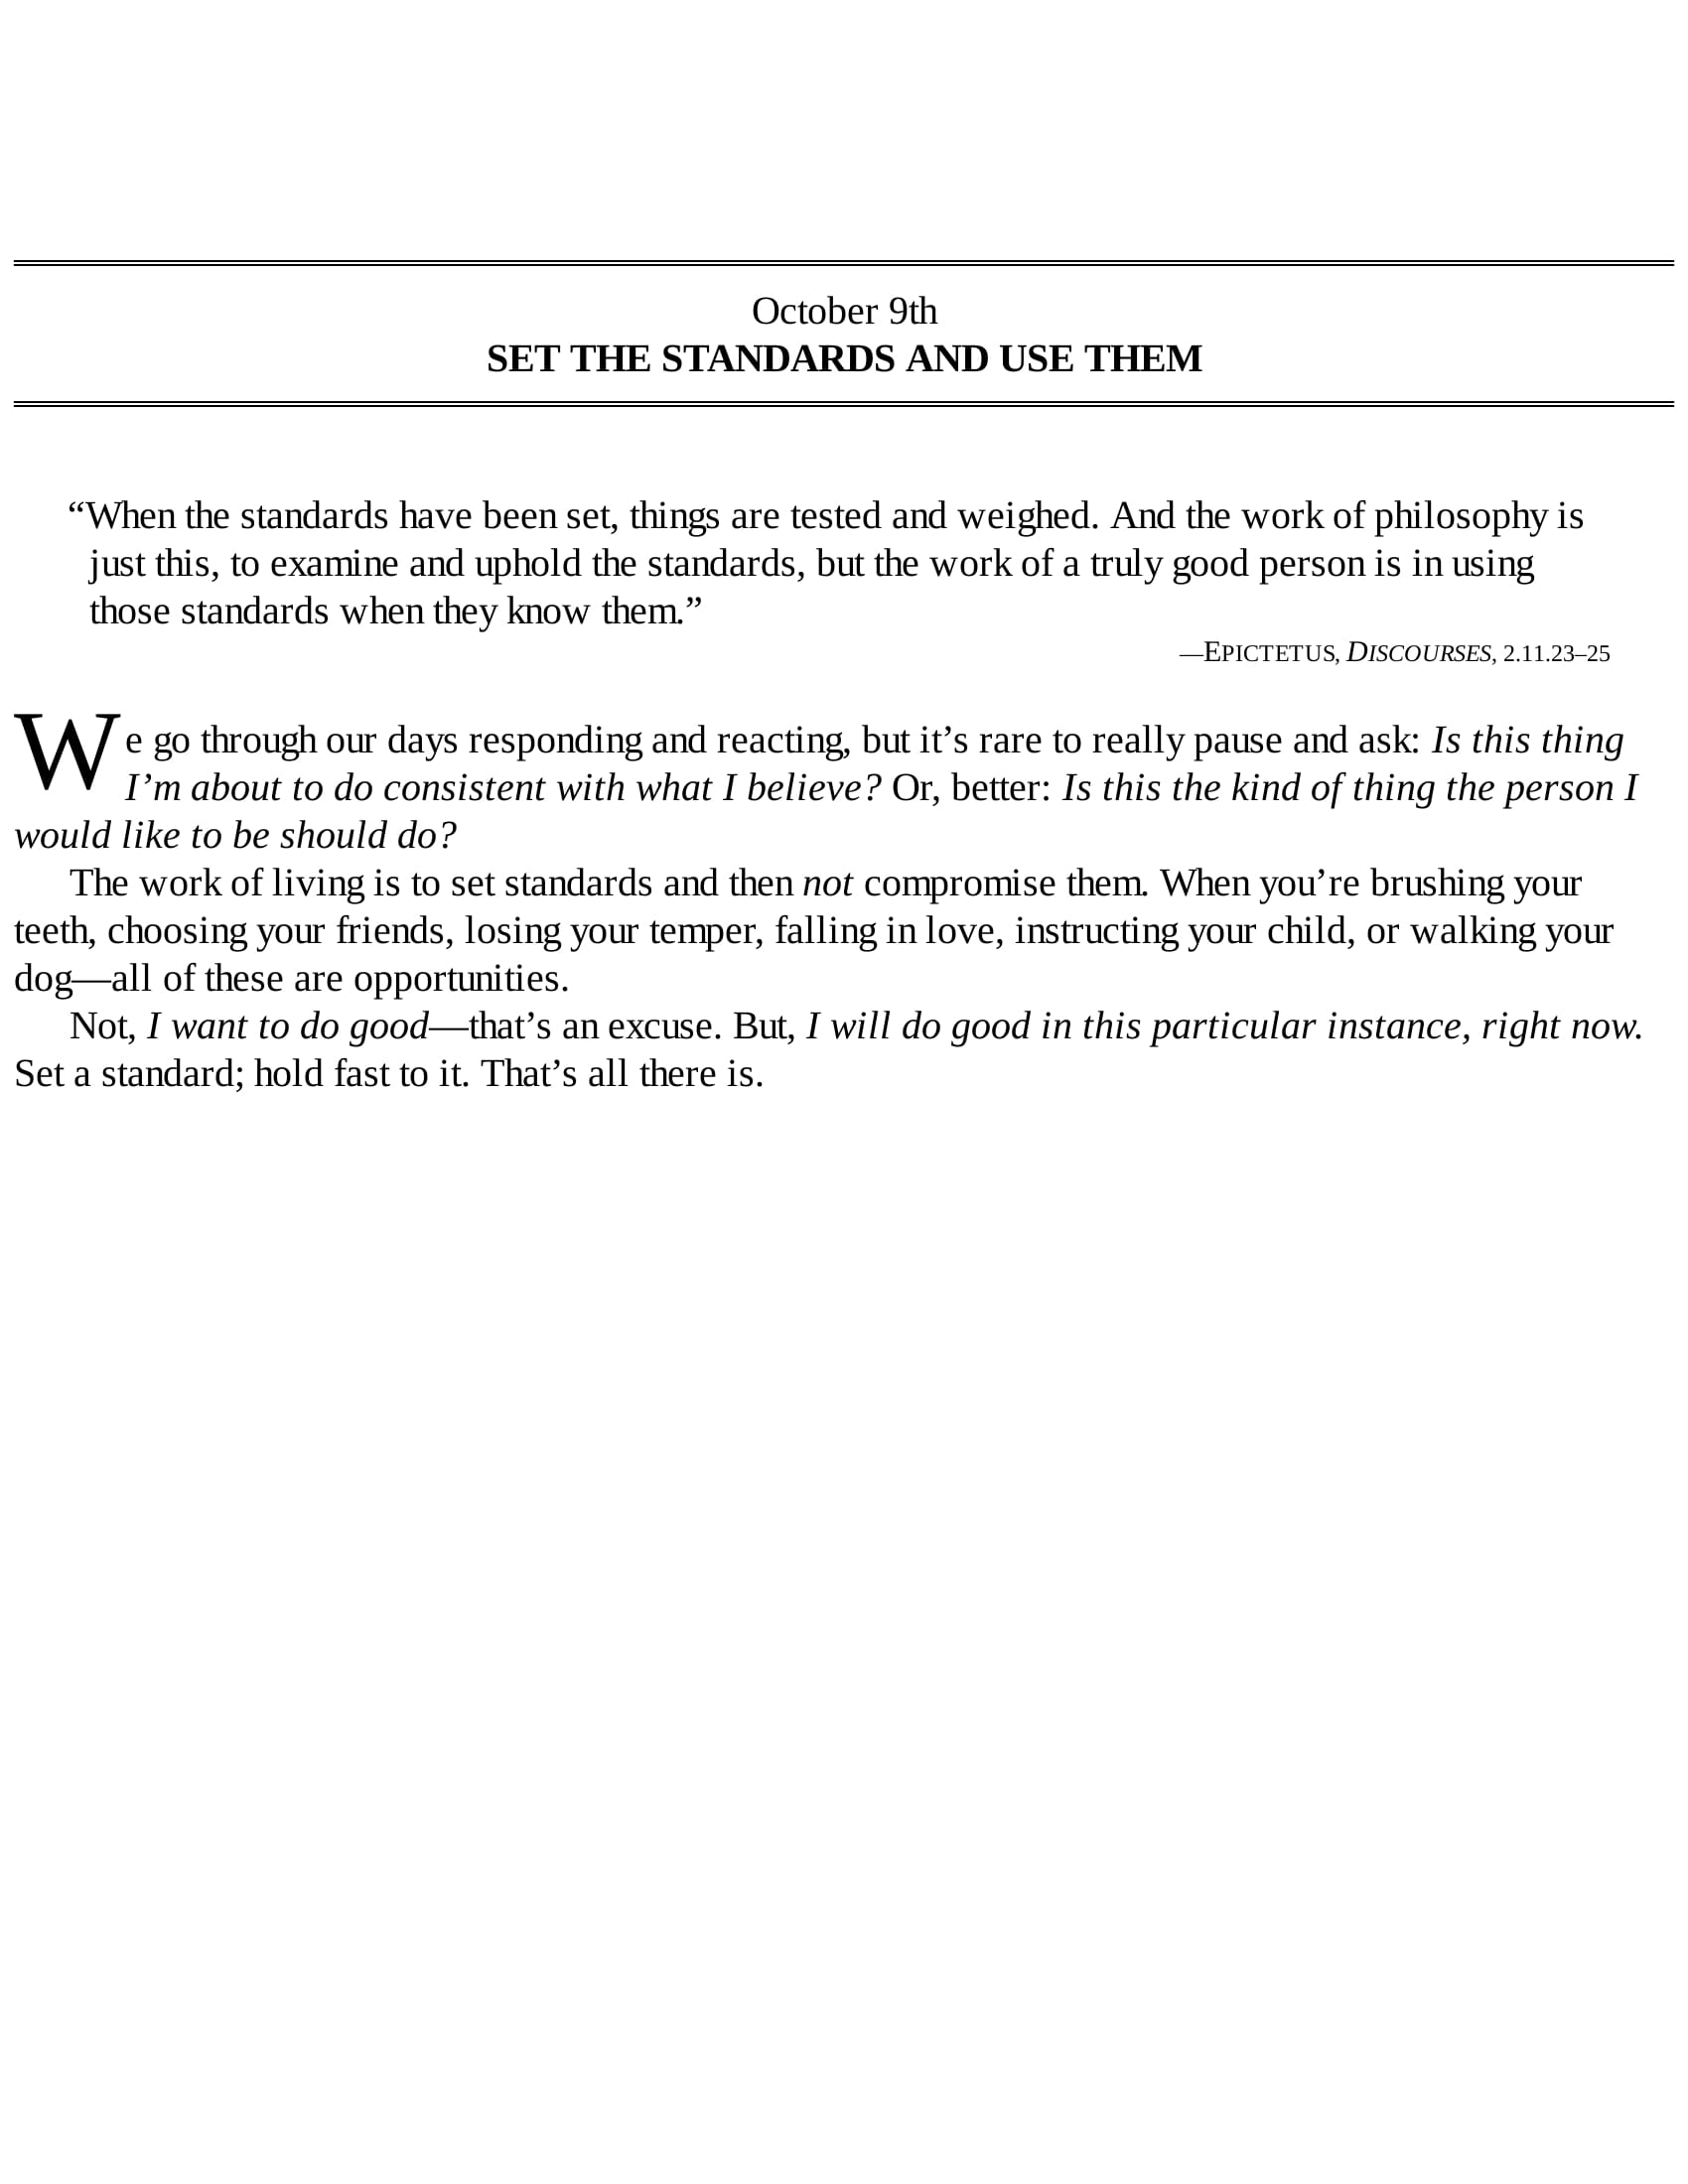 October 9th
SET THE STANDARDS AND USE THEM
“When the standards have been set, things are tested and weighed. And the work of philosophy is
just this, to examine and uphold the standards, but the work of a truly good person is in using
those standards when they know them.”
—EPICTETUS, DISCOURSES, 2.11.23–25
We go through our days responding and reacting, but it’s rare to really pause and ask: Is this thing
I’m about to do consistent with what I believe? Or, better: Is this the kind of thing the person I
would like to be should do?
The work of living is to set standards and then not compromise them. When you’re brushing your
teeth, choosing your friends, losing your temper, falling in love, instructing your child, or walking your
dog—all of these are opportunities.
Not, I want to do good—that’s an excuse. But, I will do good in this particular instance, right now.
Set a standard; hold fast to it. That’s all there is.